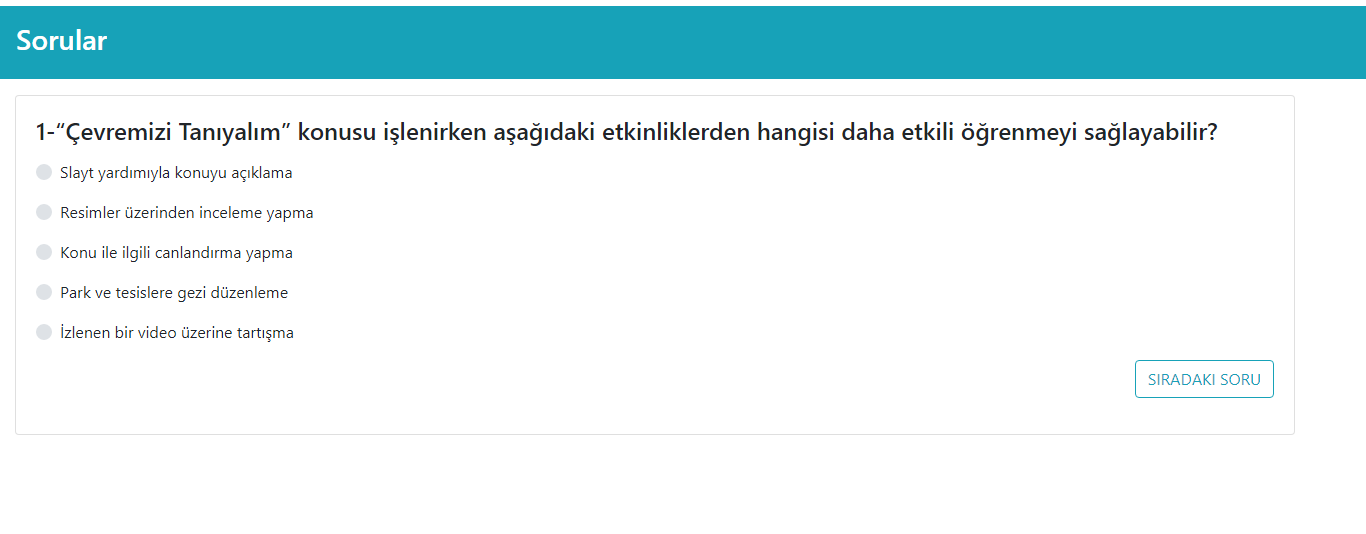 Sorular
1-“Çevremizi Tanıyalım” konusu işlenirken aşağıdaki etkinliklerden hangisi daha etkili öğrenmeyi sağlayabilir?
Slayt yardımıyla konuyu açıklama
Resimler üzerinden inceleme yapma
Konu ile ilgili canlandırma yapma
Park ve tesislere gezi düzenleme
İzlenen bir video üzerine tartışma
SIRADAKI SORU